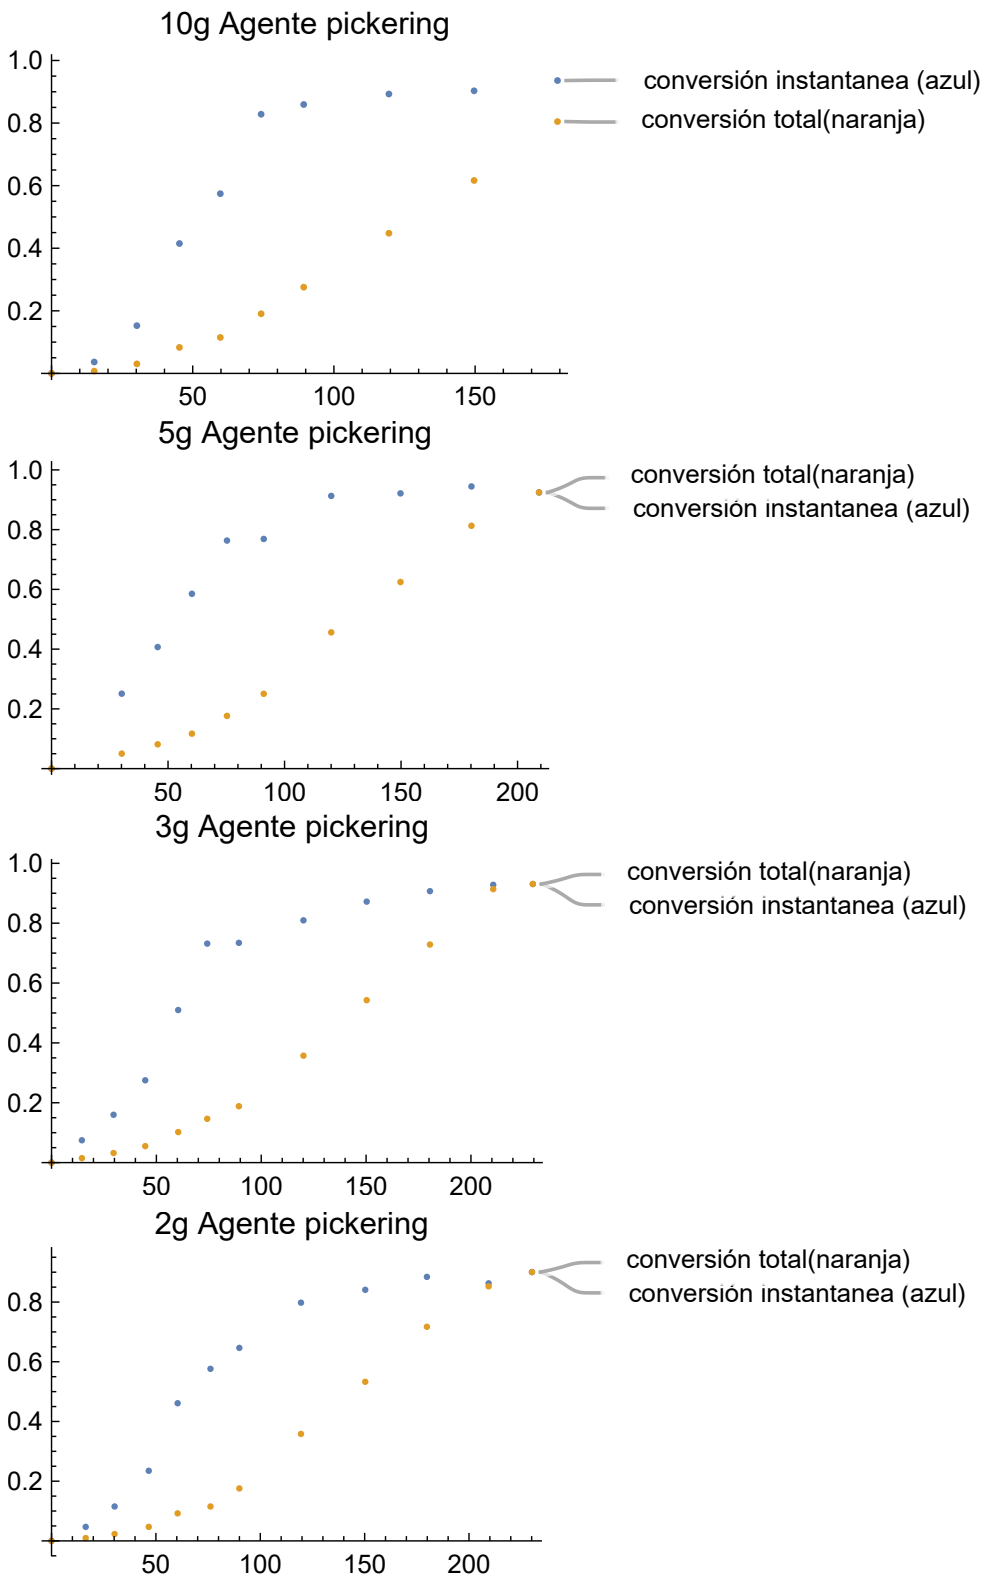 10g Agente pickering
1.0
conversión instantanea (azul)
conversión total(naranja)
0.8
0.6
0.4
0.2
50 100 150
5g Agente pickering
1.0
conversión total(naranja)
conversión instantanea (azul)
0.8
0.6
0.4
0.2
50 100 150 200
3g Agente pickering
1.0
conversión total(naranja)
conversión instantanea (azul)
0.8
0.6
0.4
0.2
50 100 150 200
2g Agente pickering
conversión total(naranja)
conversión instantanea (azul)
0.8
0.6
0.4
0.2
50 100 150 200